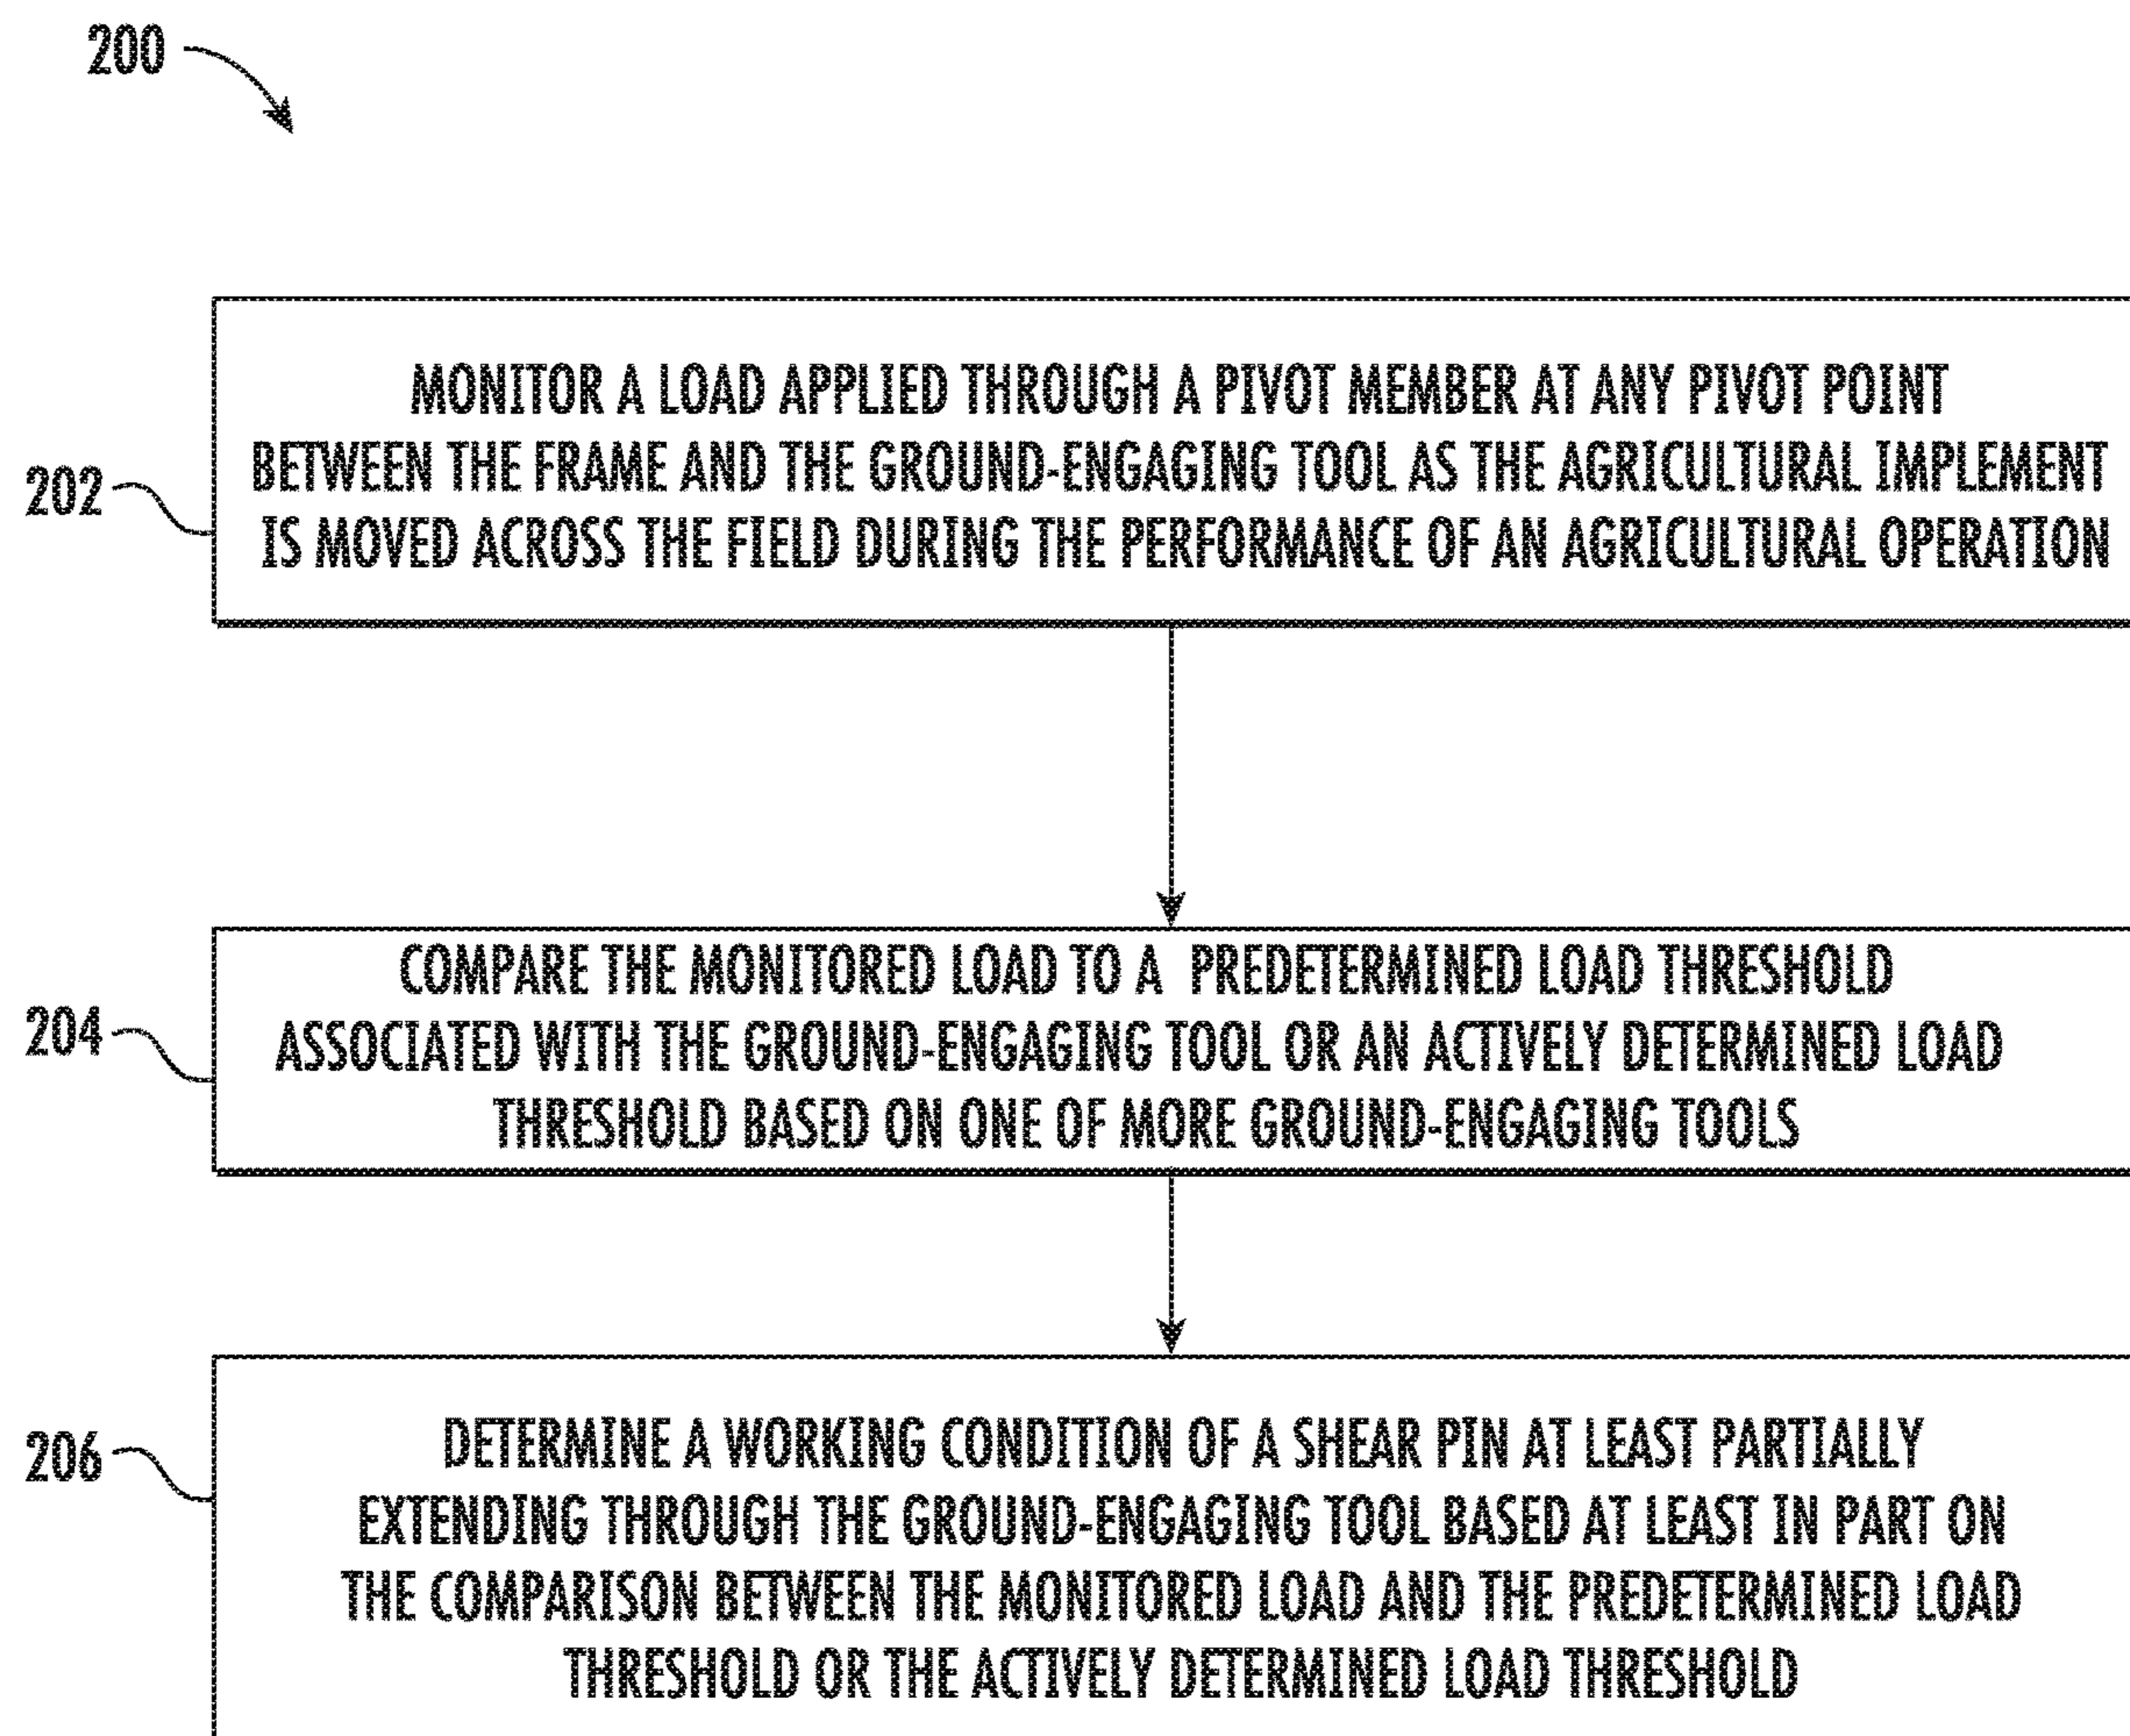 200
MONITOR A LOAD APPLIED THROUGH A PIVOT MEMBER AT ANY PIVOT POINT
BETWEEN THE FRAME AND THE GROUND-ENGAGING TOOL AS THE AGRICULTURAL IMPLEMENT
IS MOVED ACROSS THE FIELD DURING THE PERFORMANCE OF AN AGRICULTURAL OPERATION
202
COMPARE THE MONITORED LOAD TO A PREDETERMINED LOAD THRESHOLD
ASSOCIATED WITH THE GROUND-ENGAGING TOOL OR AN ACTIVELY DETERMINED LOAD
THRESHOLD BASED ON ONE OF MORE GROUND-ENGAGING TOOLS
204
DETERMINE A WORKING CONDITION OF A SHEAR PIN AT LEAST PARTIALLY
EXTENDING THROUGH THE GROUND-ENGAGING TOOL BASED AT LEAST IN PART ON
THE COMPARISON BETWEEN THE MONITORED LOAD AND THE PREDETERMINED LOAD
THRESHOLD OR THE ACTIVELY DETERMINED LOAD THRESHOLD
206